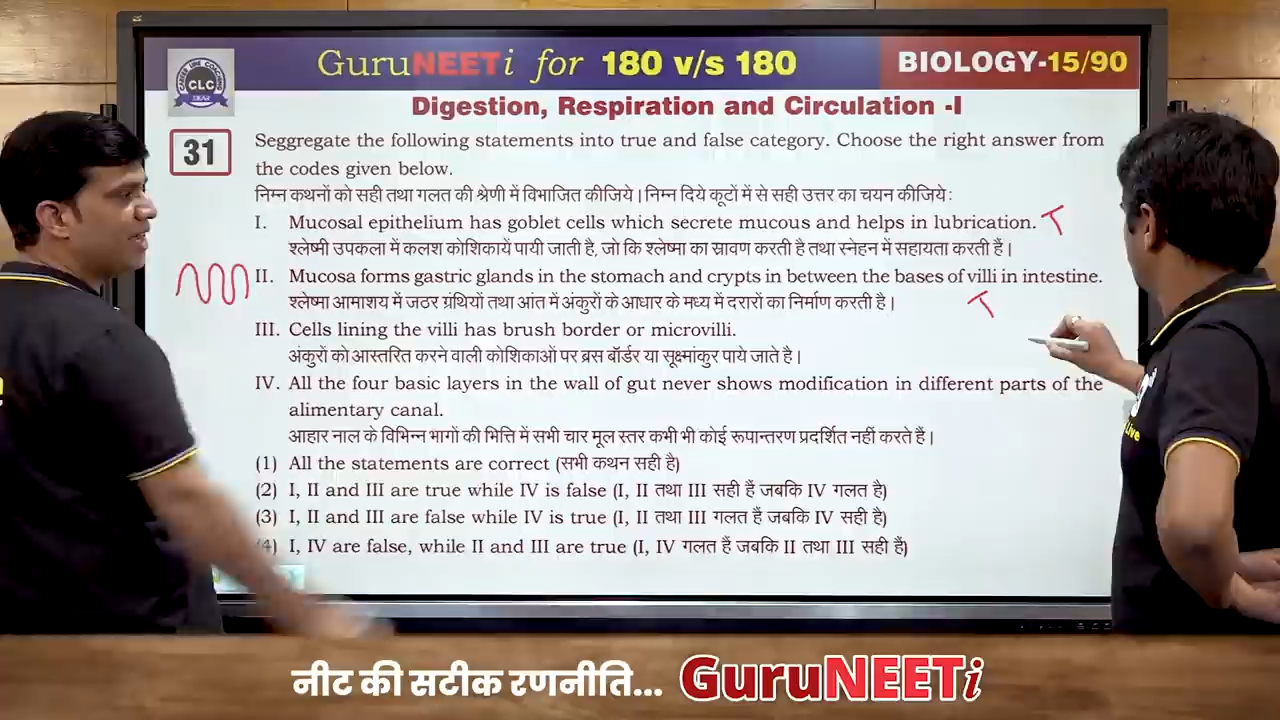 GuruNEETi for 180 v/s 180
BIOLOGY-15/90
CLC
Digestion, Respiration and Circulation -I
31
Seggregate the following statements into true and false category. Choose the right answer from
the codes given below.
निम्न कथनों को सही तथा गलत की श्रेणी में विभाजित कीजिये। निम्न दिये कूटों में से सही उत्तर का चयन कीजिये:
I. Mucosal epithelium has goblet cells which secrete mucous and helps in lubrication. T
श्लेष्मी उपकला में कलश कोशिकायें पायी जाती है, जो कि श्लेष्मा का स्रावण करती है तथा स्नेहन में सहायता करती हैं।
II. Mucosa forms gastric glands in the stomach and crypts in between the bases of villi in intestine.
श्लेष्मा आमाशय में जठर ग्रंथियों तथा आंत में अंकुरों के आधार के मध्य में दरारों का निर्माण करती है। T
III. Cells lining the villi has brush border or microvilli.
अंकुरों को आस्तरित करने वाली कोशिकाओं पर ब्रस बॉर्डर या सूक्ष्मांकुर पाये जाते है।
IV. All the four basic layers in the wall of gut never shows modification in different parts of the
alimentary canal.
आहार नाल के विभिन्न भागों की भित्ति में सभी चार मूल स्तर कभी भी कोई रूपान्तरण प्रदर्शित नहीं करते हैं।
(1) All the statements are correct (सभी कथन सही है)
(2) I, II and III are true while IV is false (I, II तथा III सही हैं जबकि IV गलत है)
(3) I, II and III are false while IV is true (I, II तथा III गलत हैं जबकि IV सही है)
(4) I, IV are false, while II and III are true (I, IV गलत हैं जबकि II तथा III सही हैं)
Live
नीट की सटीक रणनीति... GuruNEETi